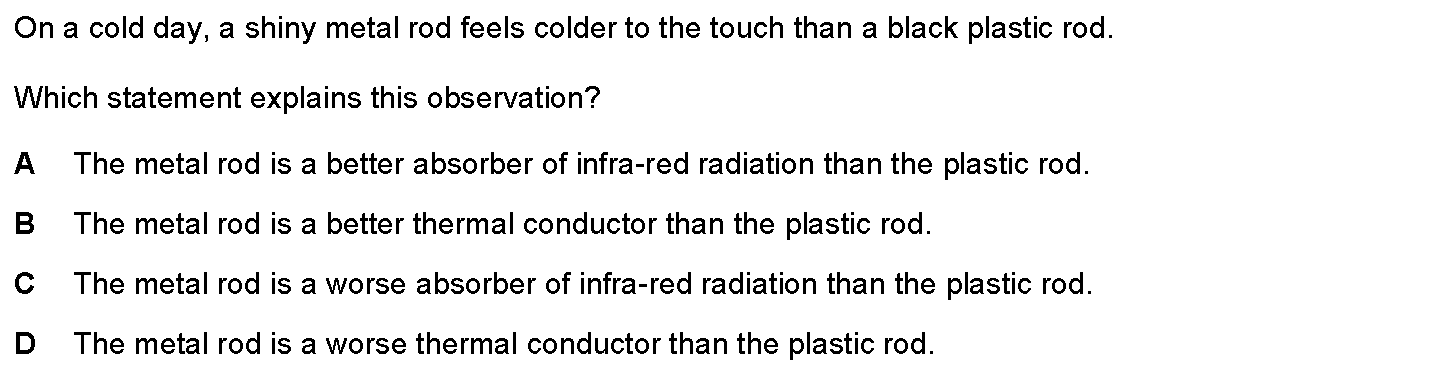 On a cold day, a shiny metal rod feels colder to the touch than a black plastic rod.
Which statement explains this observation?
A The metal rod is a better absorber of infra-red radiation than the plastic rod.
B The metal rod is a better thermal conductor than the plastic rod.
C The metal rod is a worse absorber of infra-red radiation than the plastic rod.
D The metal rod is a worse thermal conductor than the plastic rod.